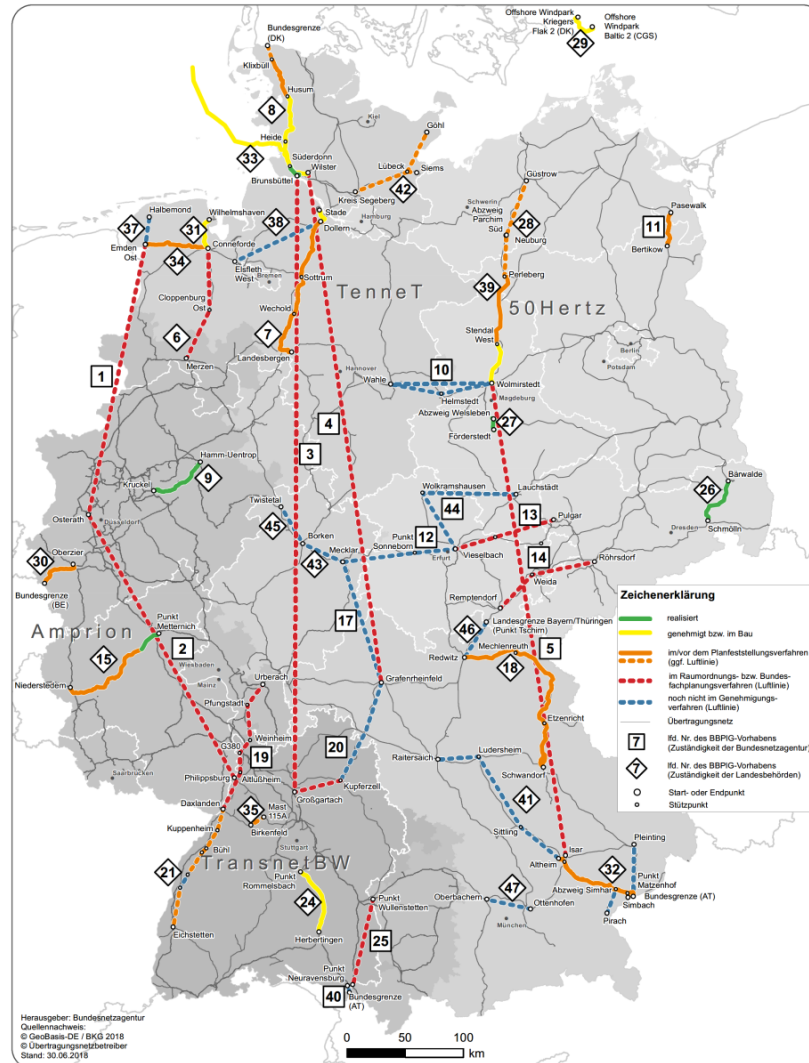 Offshore Windpark
Kriegers
Flak 2 (DK)
Offshore
Windpark
Baltic 2 (CGS)
29
Bundesgrenze
(DK)
Klixbüll
Husum
8
Kiel
Göhl
Heide
33
Süderdonn
Wilster
Brunsbüttel
Lübeck
Siems
42
Kreis Segeberg
Hamburg
Schwerin
Güstrow
Abzweig
Parchim
Süd
28
Neuburg
Pasewalk
11
Bertikow
Halbemond
Wilhelmshaven
37
31
38
Stade
Dollern
Emden
Ost
Conneforde
34
Elsfleth
West
Bremen
Sottrum
TenneT
39
Perleberg
50Hertz
Cloppenburg
Ost
Wechold
6
7
Stendal
West
Merzen
Landesbergen
Berlin
Potsdam
1
Hannover
Wahle
10
Wolmirstedt
Helmstedt
Magdeburg
Abzweig Welsleben
27
Förderstedt
4
3
Hamm-Uentrop
9
Kruckel
Wolkramshausen
Lauchstädt
44
Bärwalde
26
Twistetal
45
13
Pulgar
Osterath
Düsseldorf
Borken
Punkt
Sonneborn
12
Erfurt
Vieselbach
Dresden
Schmölln
30
Oberzier
43
Mecklar
14
Röhrsdorf
Weida
Bundesgrenze
(BE)
Remptendorf
Amprion
Punkt
Metternich
15
2
17
46
Landesgrenze Bayern/Thüringen
(Punkt Tschirn)
Mechlenreuth
Redwitz
18
5
Wiesbaden
Mainz
Urberach
Niederstedem
Pfungstadt
Grafenrheinfeld
Etzenricht
Weinheim
G380
19
20
Raitersaich
Ludersheim
Saarbrücken
Philippsburg
Altlußheim
Kupferzell
Schwandorf
Großgartach
Daxlanden
35
Mast
115A
41
Kuppenheim
Birkenfeld
Sittling
Pleinting
Bühl
Stuttgart
Isar
TransnetBW
Altheim
32
Punkt
Matzenhof
21
Punkt
Rommelsbach
Abzweig Simhar
Bundesgrenze (AT)
Simbach
24
Punkt
Wullenstetten
Oberbachern
47
Ottenhofen
Pirach
München
Eichstetten
Herbertingen
25
Punkt
Neuravensburg
40
Bundesgrenze
(AT)
Zeichenerklärung
realisiert
genehmigt bzw. im Bau
im/vor dem Planfeststellungsverfahren
(ggf. Luftlinie)
im Raumordnungs- bzw. Bundes-
fachplanungsverfahren (Luftlinie)
noch nicht im Genehmigungs-
verfahren (Luftlinie)
Übertragungsnetz
7
lfd. Nr. des BBPlG-Vorhabens
(Zuständigkeit der Bundesnetzagentur)
7
lfd. Nr. des BBPlG-Vorhabens
(Zuständigkeit der Landesbehörden)
Start- oder Endpunkt
Stützpunkt
Herausgeber: Bundesnetzagentur
Quellennachweis:
© GeoBasis-DE / BKG 2018
© Übertragungsnetzbetreiber
Stand: 30.06.2018
0 50 100
km